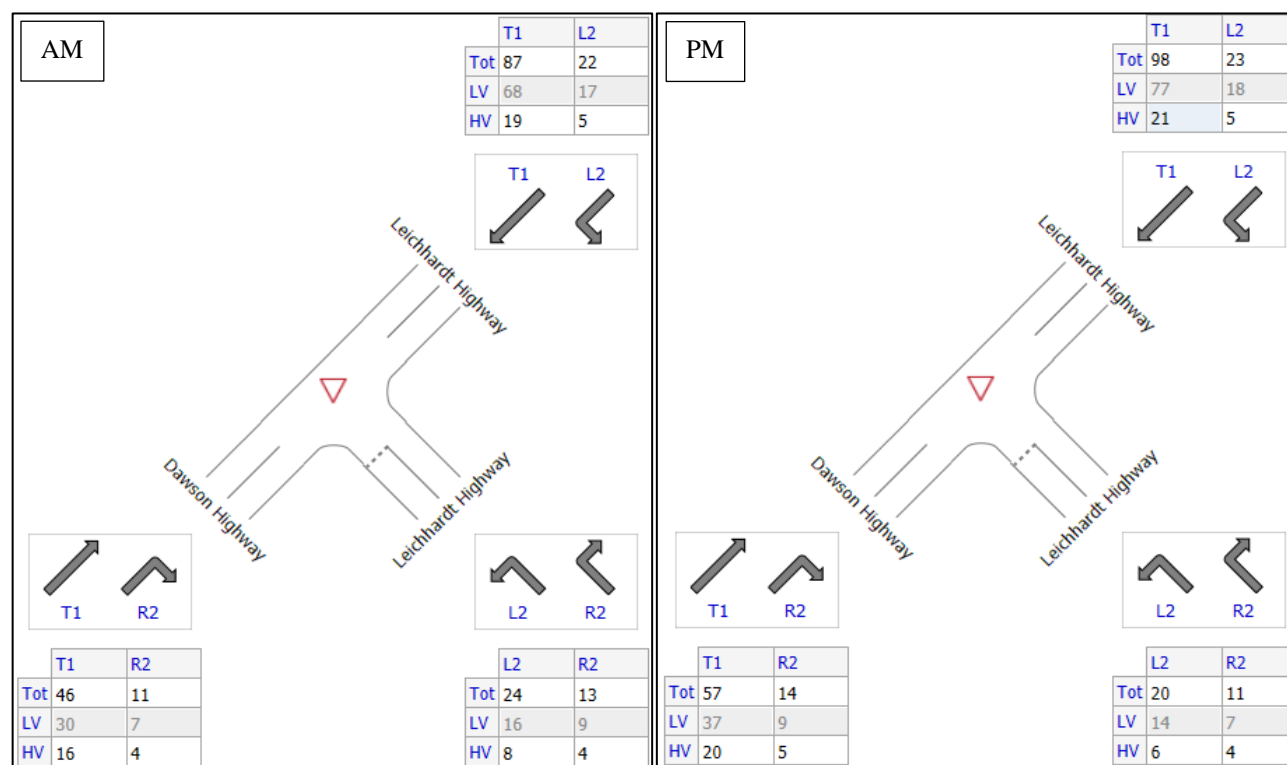 AM
T1 L2
Tot 87 22
LV 68 17
HV 19 5
T1 L2
Leichhardt Highway
Dawson Highway
Leichhardt Highway
T1 R2
L2 R2
T1 R2
Tot 46 11
LV 30 7
HV 16 4
L2 R2
Tot 24 13
LV 16 9
HV 8 4
PM
T1 L2
Tot 98 23
LV 77 18
HV 21 5
T1 L2
Leichhardt Highway
Dawson Highway
Leichhardt Highway
T1 R2
L2 R2
T1 R2
Tot 57 14
LV 37 9
HV 20 5
L2 R2
Tot 20 11
LV 14 7
HV 6 4